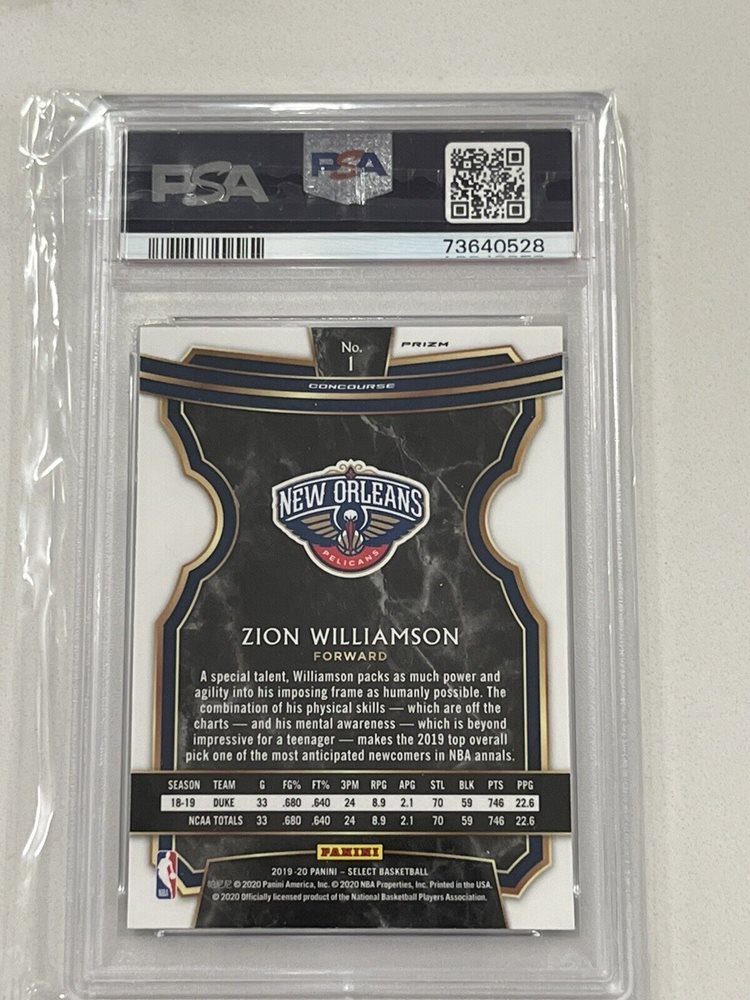 PSA
PSA
73640528
No.
1
PRIZM
CONCOURSE
NEW ORLEANS
PELICANS
ZION WILLIAMSON
FORWARD
A special talent, Williamson packs as much power and
agility into his imposing frame as humanly possible. The
combination of his physical skills — which are off the
charts — and his mental awareness — which is beyond
impressive for a teenager — makes the 2019 top overall
pick one of the most anticipated newcomers in NBA annals.
SEASON TEAM G FG% FT% 3PM RPG APG STL BLK PTS PPG
18-19 DUKE 33 .680 .640 24 8.9 2.1 70 59 746 22.6
NCAA TOTALS 33 .680 .640 24 8.9 2.1 70 59 746 22.6
PANINI
2019-20 PANINI – SELECT BASKETBALL
帕尼尼 © 2020 Panini America, Inc. © 2020 NBA Properties, Inc. Printed in the USA.
© 2020 Officially licensed product of the National Basketball Players Association.
NBA